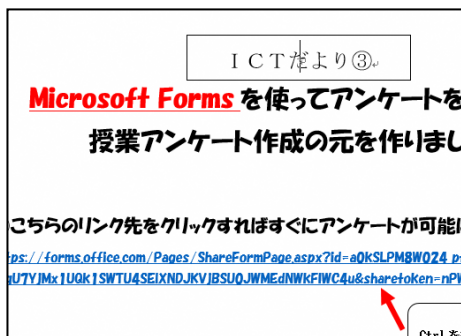 ＩＣＴだより③
Microsoft Forms を使ってアンケートを
授業アンケート作成の元を作りまし
こちらのリンク先をクリックすればすぐにアンケートが可能
ps://forms.office.com/Pages/ShareFormPage.aspx?id=aOKSLPM8WO24
U7YJMx1UQk1SWTU4SEIXNDJKVJBSUQJWMEdNWkFIWC4u&sharetoken=nPW
Ctrl を